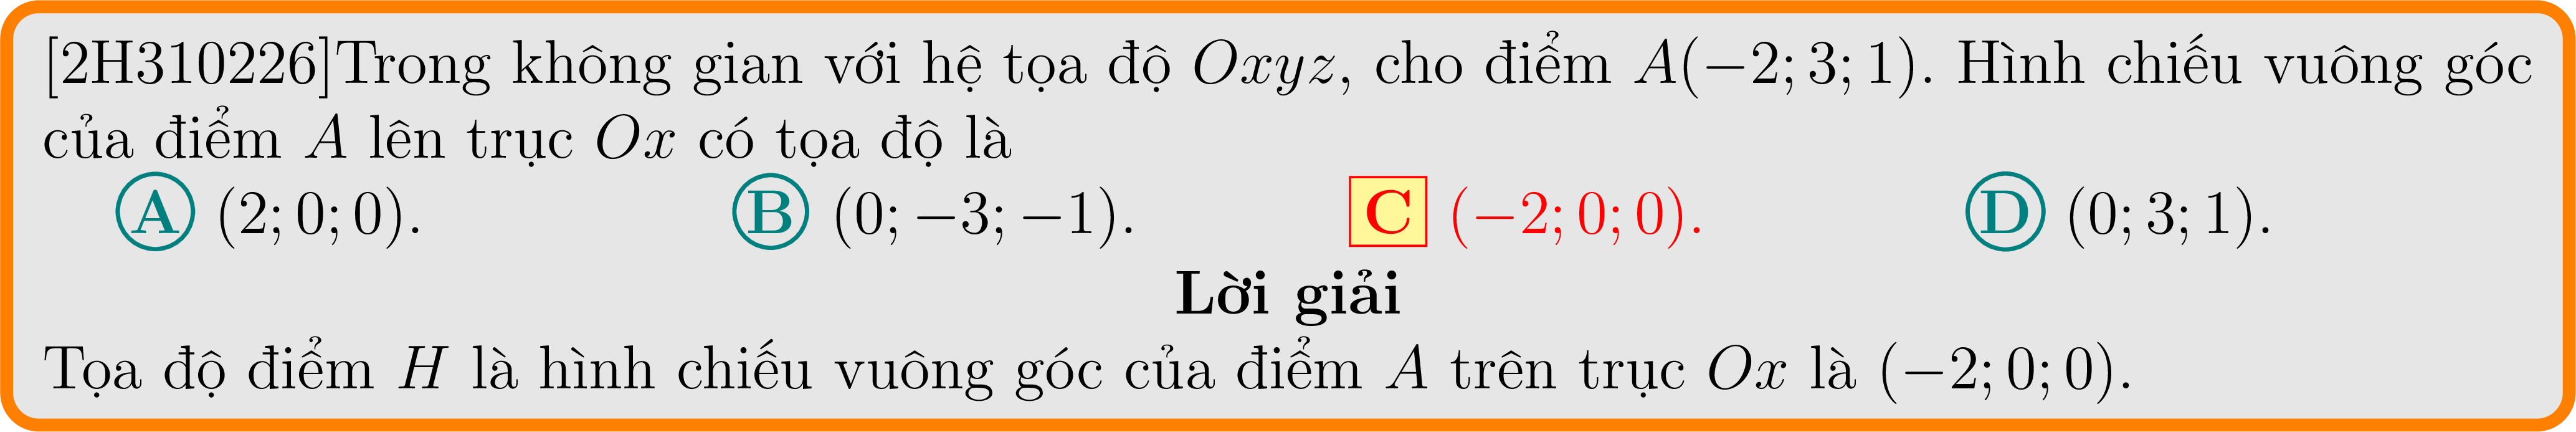 [2H310226]Trong không gian với hệ tọa độ Oxyz, cho điểm A(−2; 3; 1). Hình chiếu vuông góc
của điểm A lên trục Ox có tọa độ là
A (2; 0; 0). B (0; −3; −1). C (−2; 0; 0). D (0; 3; 1).
Lời giải
Tọa độ điểm H là hình chiếu vuông góc của điểm A trên trục Ox là (−2; 0; 0).